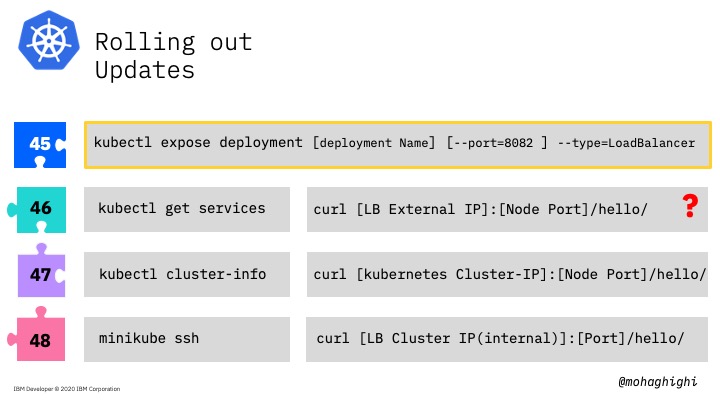 Rolling out
Updates
45
kubectl expose deployment [deployment Name] [--port=8082 ] --type=LoadBalancer
46
kubectl get services
curl [LB External IP]:[Node Port]/hello/
?
47
kubectl cluster-info
curl [kubernetes Cluster-IP]:[Node Port]/hello/
48
minikube ssh
curl [LB Cluster IP(internal)]:[Port]/hello/
@mohaghighi
IBM Developer © 2020 IBM Corporation